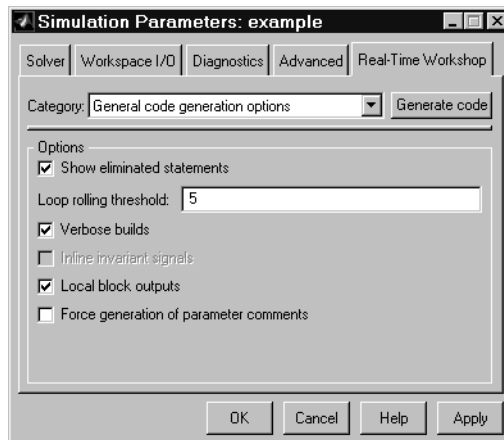 Simulation Parameters: example
Solver Workspace I/O Diagnostics Advanced Real-Time Workshop
Category: General code generation options Generate code
Options
Show eliminated statements
Loop rolling threshold: 5
Verbose builds
Inline invariant signals
Local block outputs
Force generation of parameter comments
OK Cancel Help Apply